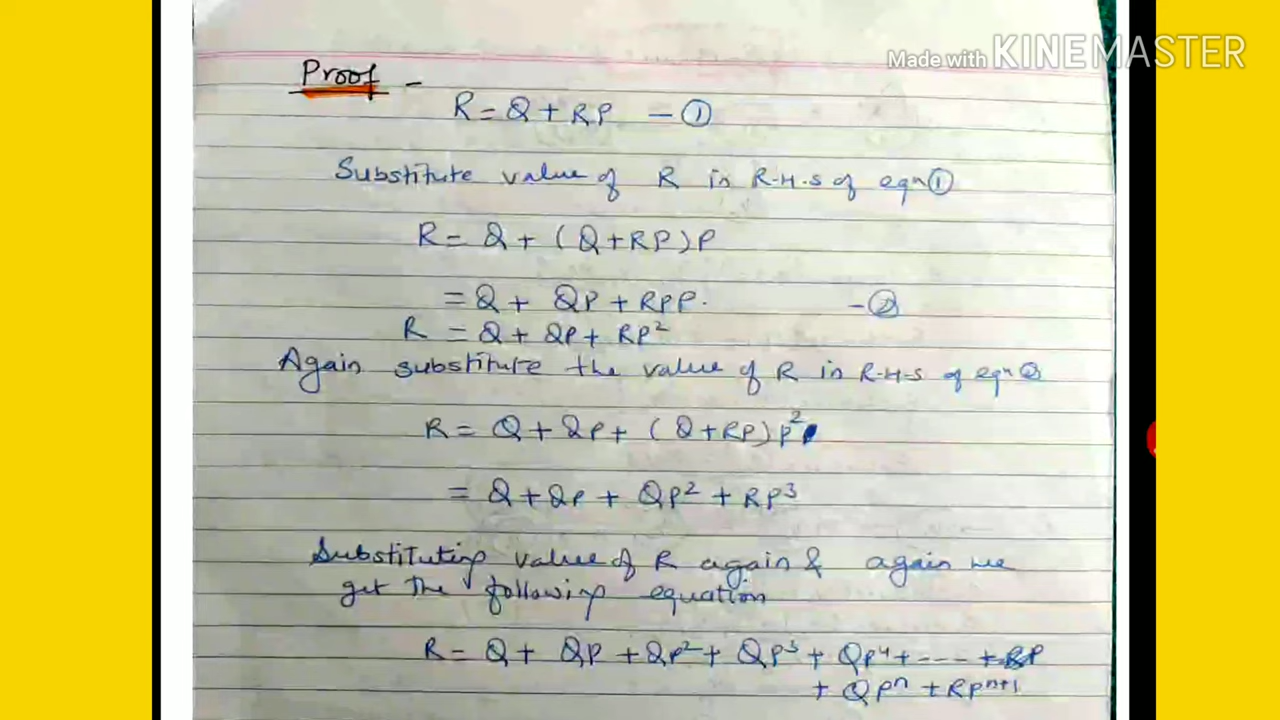 Made with KINEMASTER
Proof -
R = Q + RP - ①
Substitute value of R in R.H.S of eqn ①
R = Q + (Q + RP) P
= Q + QP + RPP. - ②
R = Q + QP + RP²
Again substitute the value of R in R.H.S of eqn ②
R = Q + QP + (Q + RP) P²
= Q + QP + QP² + RP³
Substituting value of R again & again we
get the following equation
R = Q + QP + QP² + QP³ + QP⁴ + ---- +
+ QPⁿ + RPⁿ⁺¹